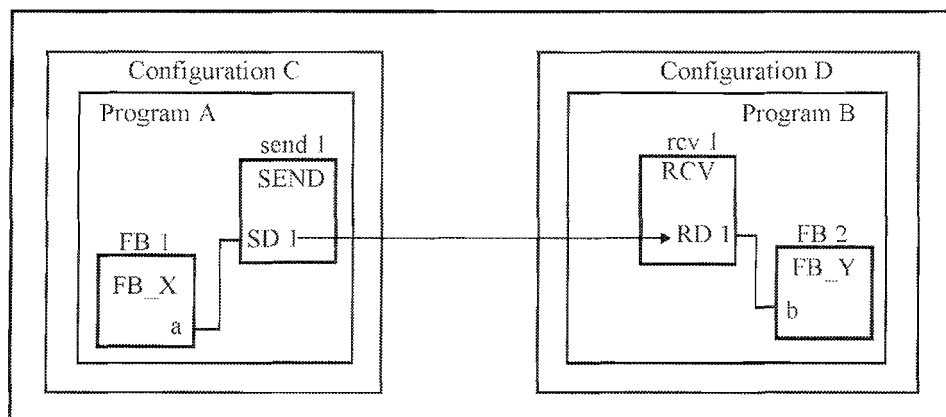 Configuration C
Program A
send 1
SEND
SD 1
FB 1
FB_X
a
Configuration D
Program B
rcv 1
RCV
RD 1
FB 2
FB_Y
b